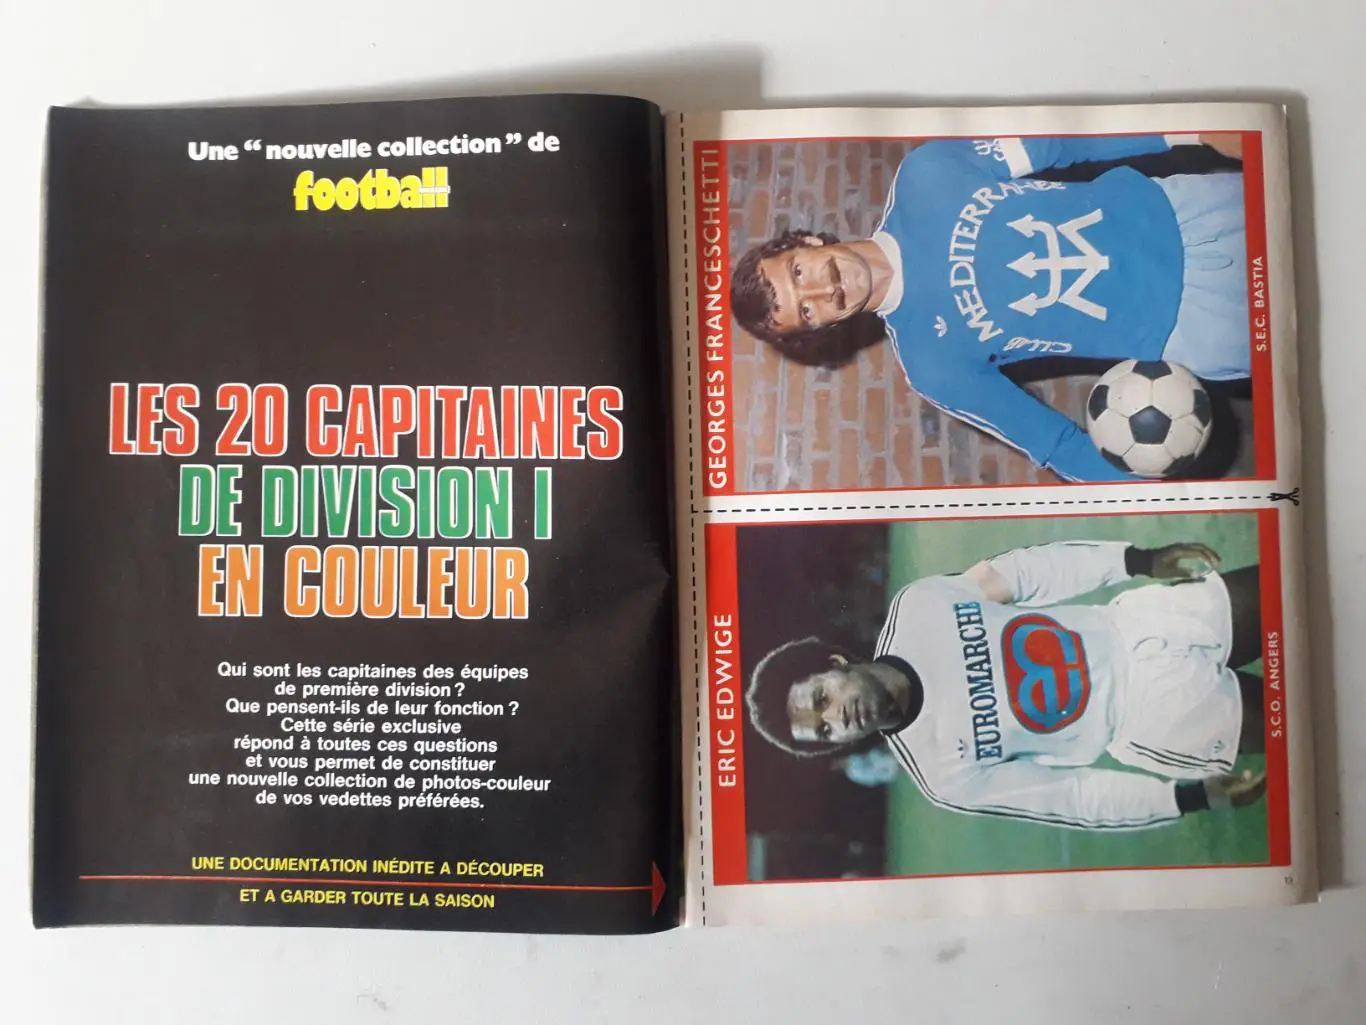 Une “ nouvelle collection ” de
football
LES 20 CAPITAINES
DE DIVISION I
EN COULEUR
Qui sont les capitaines des équipes
de première division ?
Que pensent-ils de leur fonction ?
Cette série exclusive
répond à toutes ces questions
et vous permet de constituer
une nouvelle collection de photos-couleur
de vos vedettes préférées.
UNE DOCUMENTATION INÉDITE A DÉCOUPER
ET A GARDER TOUTE LA SAISON
GEORGES FRANCESCHETTI
MEDITERRANEE
CLUB
S.E.C. BASTIA
ERIC EDWIGE
EUROMARCHE
S.C.O. ANGERS
13